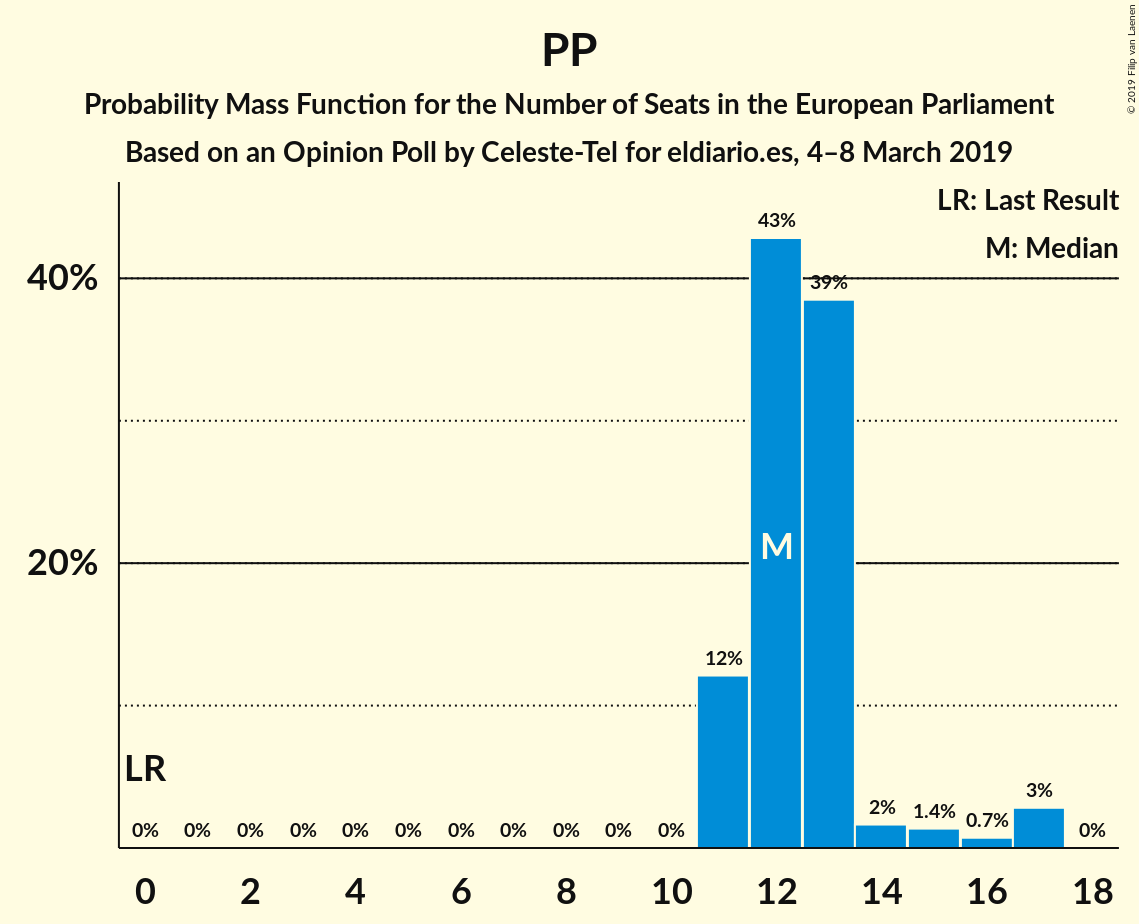 PP
Probability Mass Function for the Number of Seats in the European Parliament
Based on an Opinion Poll by Celeste-Tel for eldiario.es, 4–8 March 2019
© 2019 Filip van Laenen
LR: Last Result
M: Median
40%
20%
43%
39%
M
12%
LR
0% 0% 0% 0% 0% 0% 0% 0% 0% 0% 0% 2% 1.4% 0.7% 3% 0%
0 2 4 6 8 10 12 14 16 18